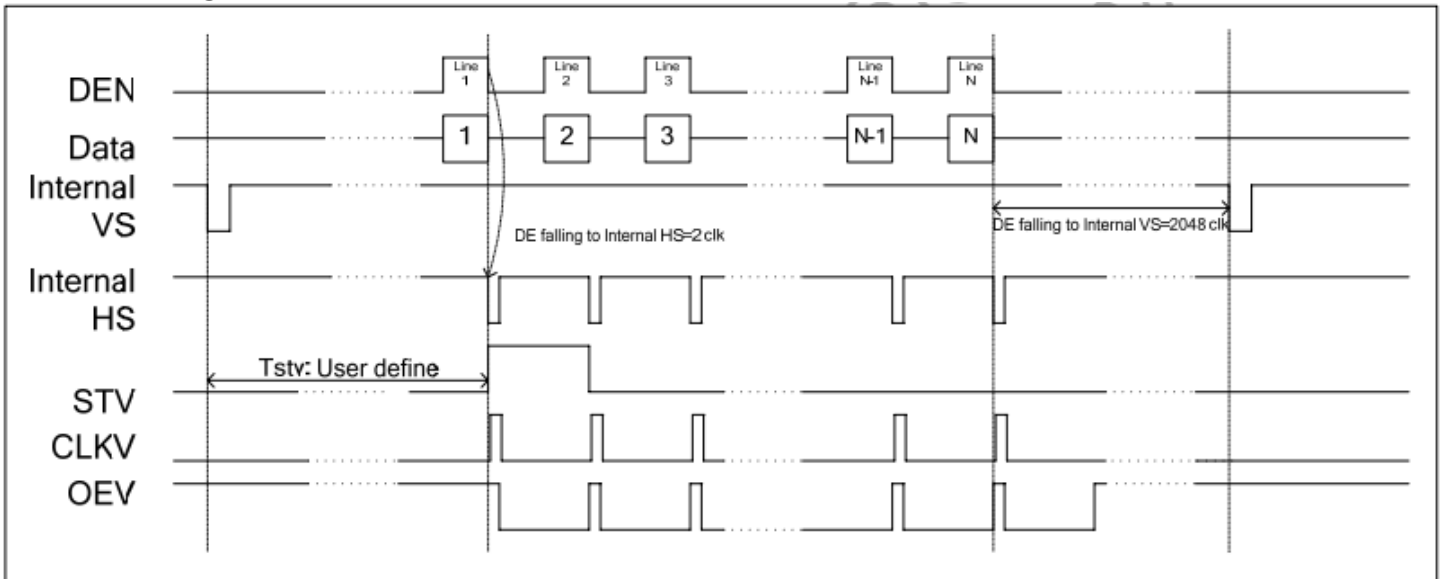 DEN
Line 1
Line 2
Line 3
Line N-1
Line N
Data
1
2
3
N-1
N
Internal
VS
DE falling to Internal HS=2 clk
DE falling to Internal VS=2048 clk
Internal
HS
Tstv: User define
STV
CLKV
OEV